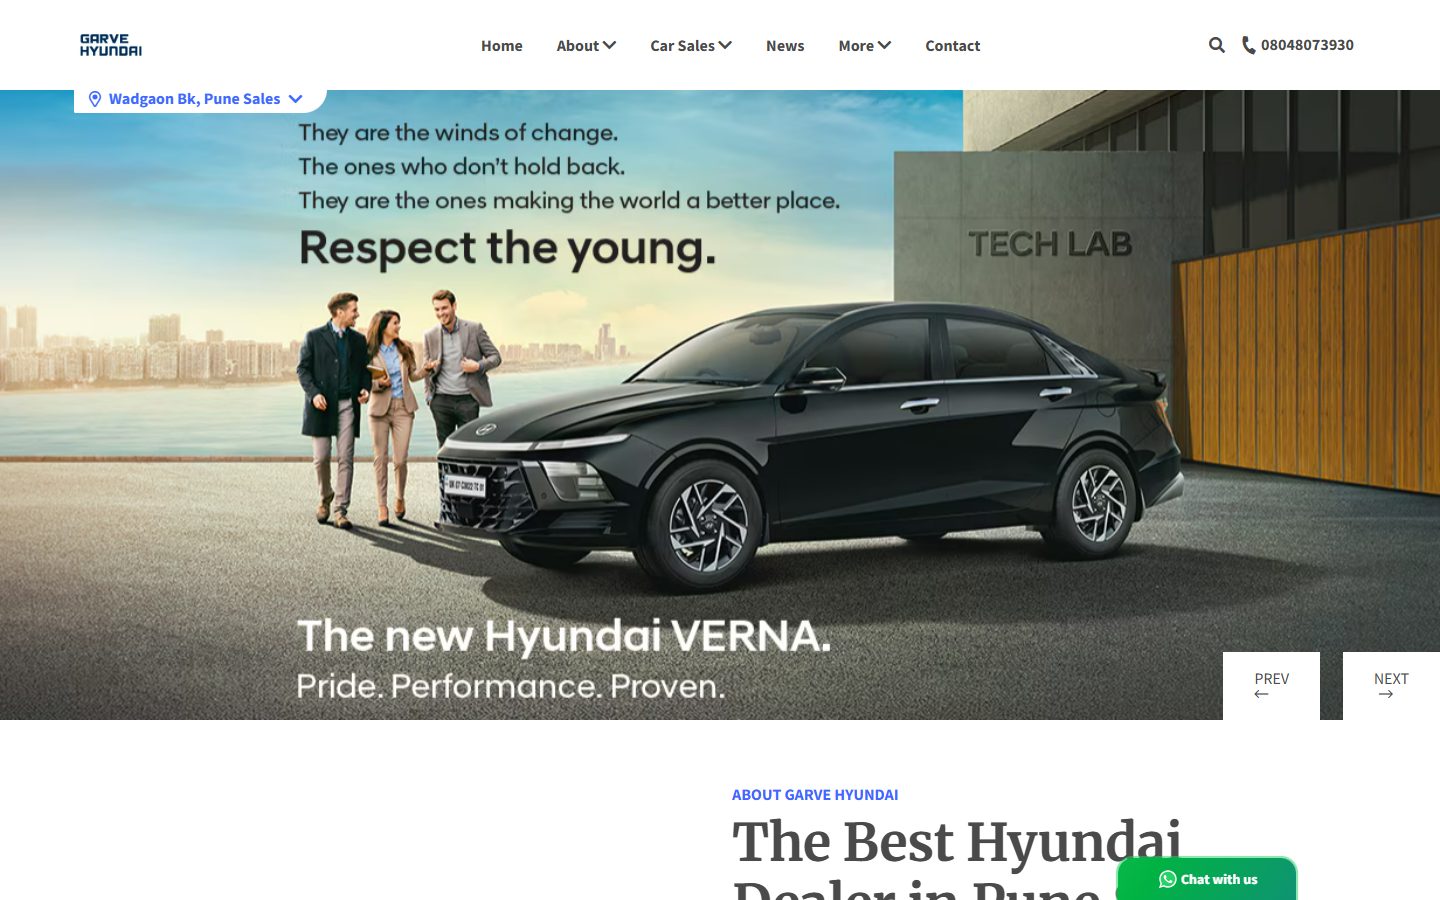 GARVE
HYUNDAI
Home
About
Car Sales
News
More
Contact
08048073930
Wadgaon Bk, Pune Sales
They are the winds of change.
The ones who don't hold back.
They are the ones making the world a better place.
Respect the young.
TECH LAB
The new Hyundai VERNA.
Pride. Performance. Proven.
PREV
NEXT
ABOUT GARVE HYUNDAI
The Best Hyundai
Dealer in Pune
Chat with us